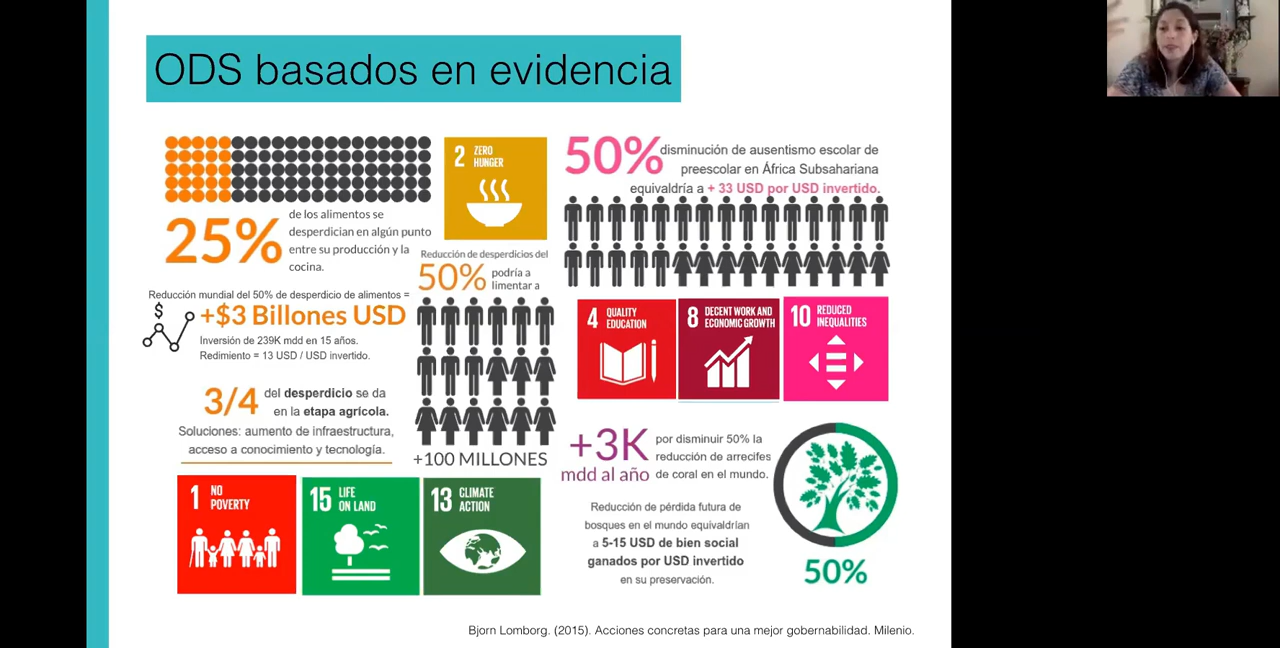 ODS basados en evidencia
25%
de los alimentos se
desperdician en algún punto
entre su producción y la
cocina.
Reducción mundial del 50% de desperdicio de alimentos =
$
+$3 Billones USD
Inversión de 239K mdd en 15 años.
Redimiento = 13 USD / USD invertido.
3/4
del desperdicio se da
en la etapa agrícola.
Soluciones: aumento de infraestructura,
acceso a conocimiento y tecnología.
2 ZERO
HUNGER
Reducción de desperdicios del
50% podría a
limentar a
+100 MILLONES
1 NO
POVERTY
15 LIFE
ON LAND
13 CLIMATE
ACTION
50% disminución de ausentismo escolar de
preescolar en África Subsahariana
equivaldría a + 33 USD por USD invertido.
4 QUALITY
EDUCATION
8 DECENT WORK AND
ECONOMIC GROWTH
10 REDUCED
INEQUALITIES
+3K
mdd al año
por disminuir 50% la
reducción de arrecifes
de coral en el mundo.
Reducción de pérdida futura de
bosques en el mundo equivaldrían
a 5-15 USD de bien social
ganados por USD invertido
en su preservación.
50%
Bjorn Lomborg. (2015). Acciones concretas para una mejor gobernabilidad. Milenio.